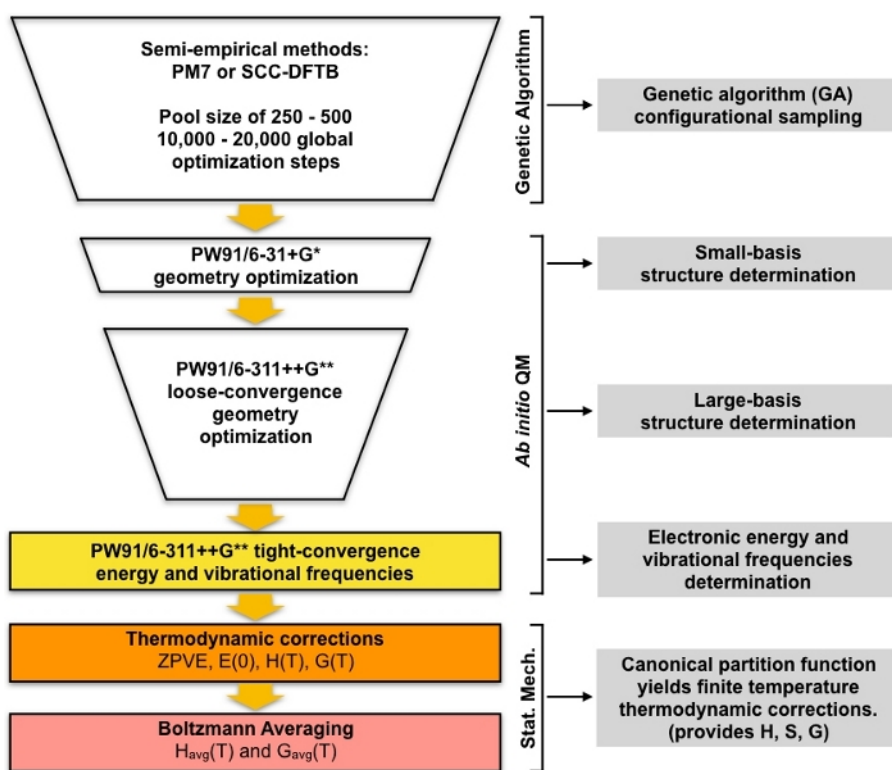 Semi-empirical methods:
PM7 or SCC-DFTB
Pool size of 250 - 500
10,000 - 20,000 global
optimization steps
Genetic Algorithm
Genetic algorithm (GA)
configurational sampling
PW91/6-31+G*
geometry optimization
Small-basis
structure determination
PW91/6-311++G**
loose-convergence
geometry
optimization
Ab initio QM
Large-basis
structure determination
PW91/6-311++G** tight-convergence
energy and vibrational frequencies
Electronic energy and
vibrational frequencies
determination
Thermodynamic corrections
ZPVE, E(0), H(T), G(T)
Stat. Mech.
Canonical partition function
yields finite temperature
thermodynamic corrections.
(provides H, S, G)
Boltzmann Averaging
Havg(T) and Gavg(T)